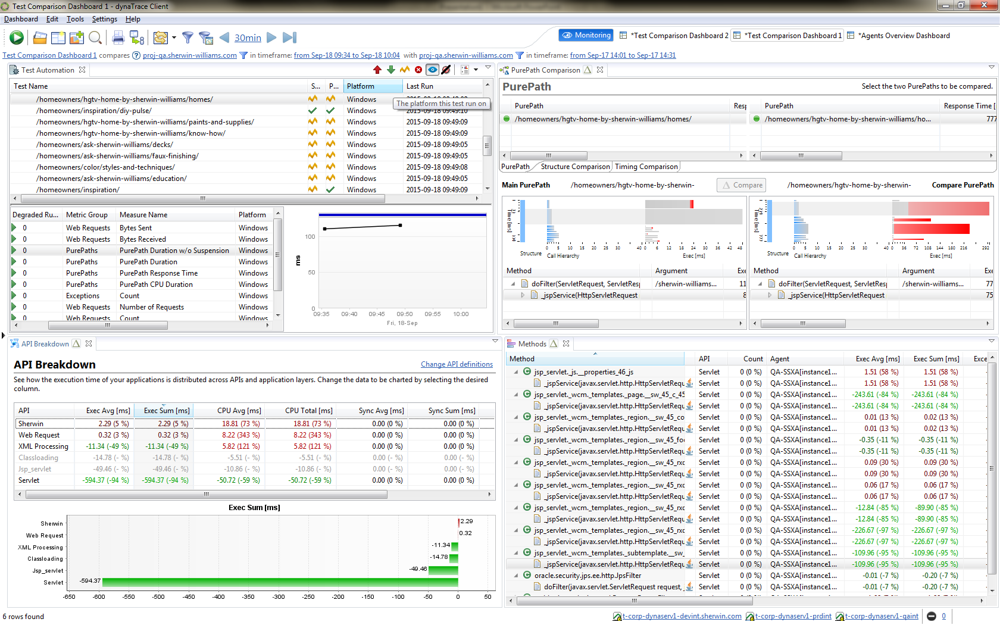 Test Comparison Dashboard 1 - dynaTrace Client
Dashboard Edit Tools Settings Help
30min
Monitoring *Test Comparison Dashboard 2 *Test Comparison Dashboard 1 *Agents Overview Dashboard
Test Comparison Dashboard 1 compares ? proj-qa.sherwin-williams.com in timeframe: from Sep-18 09:34 to Sep-18 10:04 with proj-qa.sherwin-williams.com in timeframe: from Sep-17 14:01 to Sep-17 14:31
Test Automation
Test Name S... P... Platform Last Run
/homeowners/hgtv-home-by-sherwin-williams/homes/ Windows
The platform this test run on
/homeowners/inspiration/diy-pulse/ Windows 2015-09-18 09:49:10
/homeowners/hgtv-home-by-sherwin-williams/paints-and-supplies/ Windows 2015-09-18 09:49:09
/homeowners/hgtv-home-by-sherwin-williams/know-how/ Windows 2015-09-18 09:49:09
/homeowners/ask-sherwin-williams/decks/ Windows 2015-09-18 09:49:05
/homeowners/ask-sherwin-williams/faux-finishing/ Windows 2015-09-18 09:49:05
/homeowners/color/styles-and-techniques/ Windows 2015-09-18 09:49:08
/homeowners/ask-sherwin-williams/education/ Windows 2015-09-18 09:49:05
/homeowners/inspiration/ Windows 2015-09-18 09:49:09
Degraded Ru... Metric Group Measure Name Platform
0 Web Requests Bytes Sent Windows
0 Web Requests Bytes Received Windows
0 PurePaths PurePath Duration w/o Suspension Windows
0 PurePaths PurePath Duration Windows
0 PurePaths PurePath Response Time Windows
0 PurePaths PurePath CPU Duration Windows
0 Exceptions Count Windows
0 Web Requests Number of Requests Windows
0 Web Requests Count Windows
100
50
0
ms
09:35 09:40 09:45 09:50 09:55 10:00
Fri, 18-Sep
PurePath Comparison
PurePath Select the two PurePaths to be compared.
PurePath Resp PurePath Response Time [
/homeowners/hgtv-home-by-sherwin-williams/homes/ /homeowners/hgtv-home-by-sherwin-williams/ho... 777
PurePath Structure Comparison Timing Comparison
Main PurePath /homeowners/hgtv-home-by-sherwin- Compare /homeowners/hgtv-home-by-sherwin- Compare PurePath
Time [ms]
0 5 12 20 30 40 0 6 12 18 24 30 36 42 48
Structure Call Hierarchy Exec [ms]
Time [ms]
0 5 12 20 30 40 0 36 72 108 144 180 216 292
Structure Call Hierarchy Exec [ms]
Method Argument Exe Method Argument Exe
doFilter(ServletRequest, ServletResp /sherwin-williams... 11 doFilter(ServletRequest, ServletResp /sherwin-williams... 77
_jspService(HttpServletRequest 8 _jspService(HttpServletRequest 75
API Breakdown
API Breakdown Change API definitions
See how the execution time of your applications is distributed across APIs and application layers. Change the data to be charted by selecting the desired
column.
API Exec Avg [ms] Exec Sum [ms] CPU Avg [ms] CPU Total [ms] Sync Avg [ms] Sync Sum [ms]
Sherwin 2.29 (5 %) 2.29 (5 %) 18.81 (73 %) 18.81 (73 %) 0.00 (0 %) 0.00 (0 %)
Web Request 0.32 (3 %) 0.32 (3 %) 8.22 (343 %) 8.22 (343 %) 0.00 (0 %) 0.00 (0 %)
XML Processing -11.34 (-49 %) -11.34 (-49 %) 5.82 (121 %) 5.82 (121 %) 0.00 (0 %) 0.00 (0 %)
Classloading -14.78 (- %) -14.78 (- %) -5.51 (- %) -5.51 (- %) 0.00 (- %) 0.00 (- %)
Jsp_servlet -49.46 (- %) -49.46 (- %) -10.86 (- %) -10.86 (- %) 0.00 (- %) 0.00 (- %)
Servlet -594.37 (-94 %) -594.37 (-94 %) -50.72 (-59 %) -50.72 (-59 %) 0.00 (0 %) 0.00 (0 %)
Exec Sum [ms]
Sherwin 2.29
Web Request 0.32
XML Processing -11.34
Classloading -14.78
Jsp_servlet -49.46
Servlet -594.37
-650 -600 -550 -500 -450 -400 -350 -300 -250 -200 -150 -100 -50 0 50
Methods
Method API Count Agent Exec Avg [ms] Exec Sum [ms] Exce
jsp_servlet._js.__properties_46_js Servlet 0 (0 %) QA-SSXA[instance1... 1.51 (58 %) 1.51 (58 %)
_jspService(javax.servlet.http.HttpServletRequ Servlet 0 (0 %) QA-SSXA[instance1... 1.51 (58 %) 1.51 (58 %)
jsp_servlet._wcm._templates._page.__sw_45_c_45 Servlet 0 (0 %) QA-SSXA[instance1... -243.61 (-84 %) -243.61 (-84 %)
_jspService(javax.servlet.http.HttpServletRequ Servlet 0 (0 %) QA-SSXA[instance1... -243.61 (-84 %) -243.61 (-84 %)
jsp_servlet._wcm._templates._region.__sw_45_co Servlet 0 (0 %) QA-SSXA[instance1... 0.01 (13 %) 0.02 (13 %)
_jspService(javax.servlet.http.HttpServletRequ Servlet 0 (0 %) QA-SSXA[instance1... 0.01 (13 %) 0.02 (13 %)
jsp_servlet._wcm._templates._region.__sw_45_foo Servlet 0 (0 %) QA-SSXA[instance1... -0.35 (-11 %) -0.35 (-11 %)
_jspService(javax.servlet.http.HttpServletRequ Servlet 0 (0 %) QA-SSXA[instance1... -0.35 (-11 %) -0.35 (-11 %)
jsp_servlet._wcm._templates._region.__sw_45_rxc Servlet 0 (0 %) QA-SSXA[instance1... 0.09 (30 %) 0.09 (30 %)
_jspService(javax.servlet.http.HttpServletRequ Servlet 0 (0 %) QA-SSXA[instance1... 0.09 (30 %) 0.09 (30 %)
jsp_servlet._wcm._templates._region.__sw_45_rxc Servlet 0 (0 %) QA-SSXA[instance1... 0.06 (17 %) 0.06 (17 %)
_jspService(javax.servlet.http.HttpServletRequ Servlet 0 (0 %) QA-SSXA[instance1... 0.06 (17 %) 0.06 (17 %)
jsp_servlet._wcm._templates._region.__sw_45_rxc Servlet 0 (0 %) QA-SSXA[instance1... -12.84 (-85 %) -89.90 (-85 %)
_jspService(javax.servlet.http.HttpServletRequ Servlet 0 (0 %) QA-SSXA[instance1... -12.84 (-85 %) -89.90 (-85 %)
jsp_servlet._wcm._templates._region.__sw_45_rxc Servlet 0 (0 %) QA-SSXA[instance1... -226.67 (-97 %) -226.67 (-97 %)
_jspService(javax.servlet.http.HttpServletRequ Servlet 0 (0 %) QA-SSXA[instance1... -226.67 (-97 %) -226.67 (-97 %)
jsp_servlet._wcm._templates._subtemplate.__sw_ Servlet 0 (0 %) QA-SSXA[instance1... -109.96 (-95 %) -109.96 (-95 %)
_jspService(javax.servlet.http.HttpServletRequ Servlet 0 (0 %) QA-SSXA[instance1... -109.96 (-95 %) -109.96 (-95 %)
oracle.security.jps.ee.http.JpsFilter Servlet 0 (0 %) QA-SSXA[instance1... -0.01 (-7 %) -0.20 (-7 %)
doFilter(javax.servlet.ServletRequest request, Servlet 0 (0 %) QA-SSXA[instance1... -0.01 (-7 %) -0.20 (-7 %)
6 rows found t-corp-dynaserv1-devint.sherwin.com t-corp-dynaserv1-prdint t-corp-dynaserv1-qaint 0